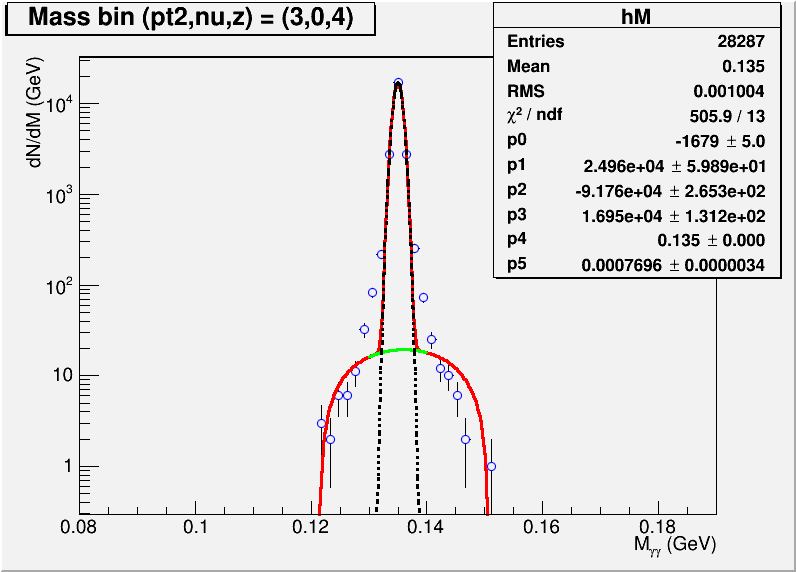 Mass bin (pt2,nu,z) = (3,0,4)
hM
Entries 28287
Mean 0.135
RMS 0.001004
χ² / ndf 505.9 / 13
p0 -1679 ± 5.0
p1 2.496e+04 ± 5.989e+01
p2 -9.176e+04 ± 2.653e+02
p3 1.695e+04 ± 1.312e+02
p4 0.135 ± 0.000
p5 0.0007696 ± 0.0000034
dN/dM (GeV)
10⁴
10³
10²
10
1
0.08 0.1 0.12 0.14 0.16 0.18
Mγγ (GeV)